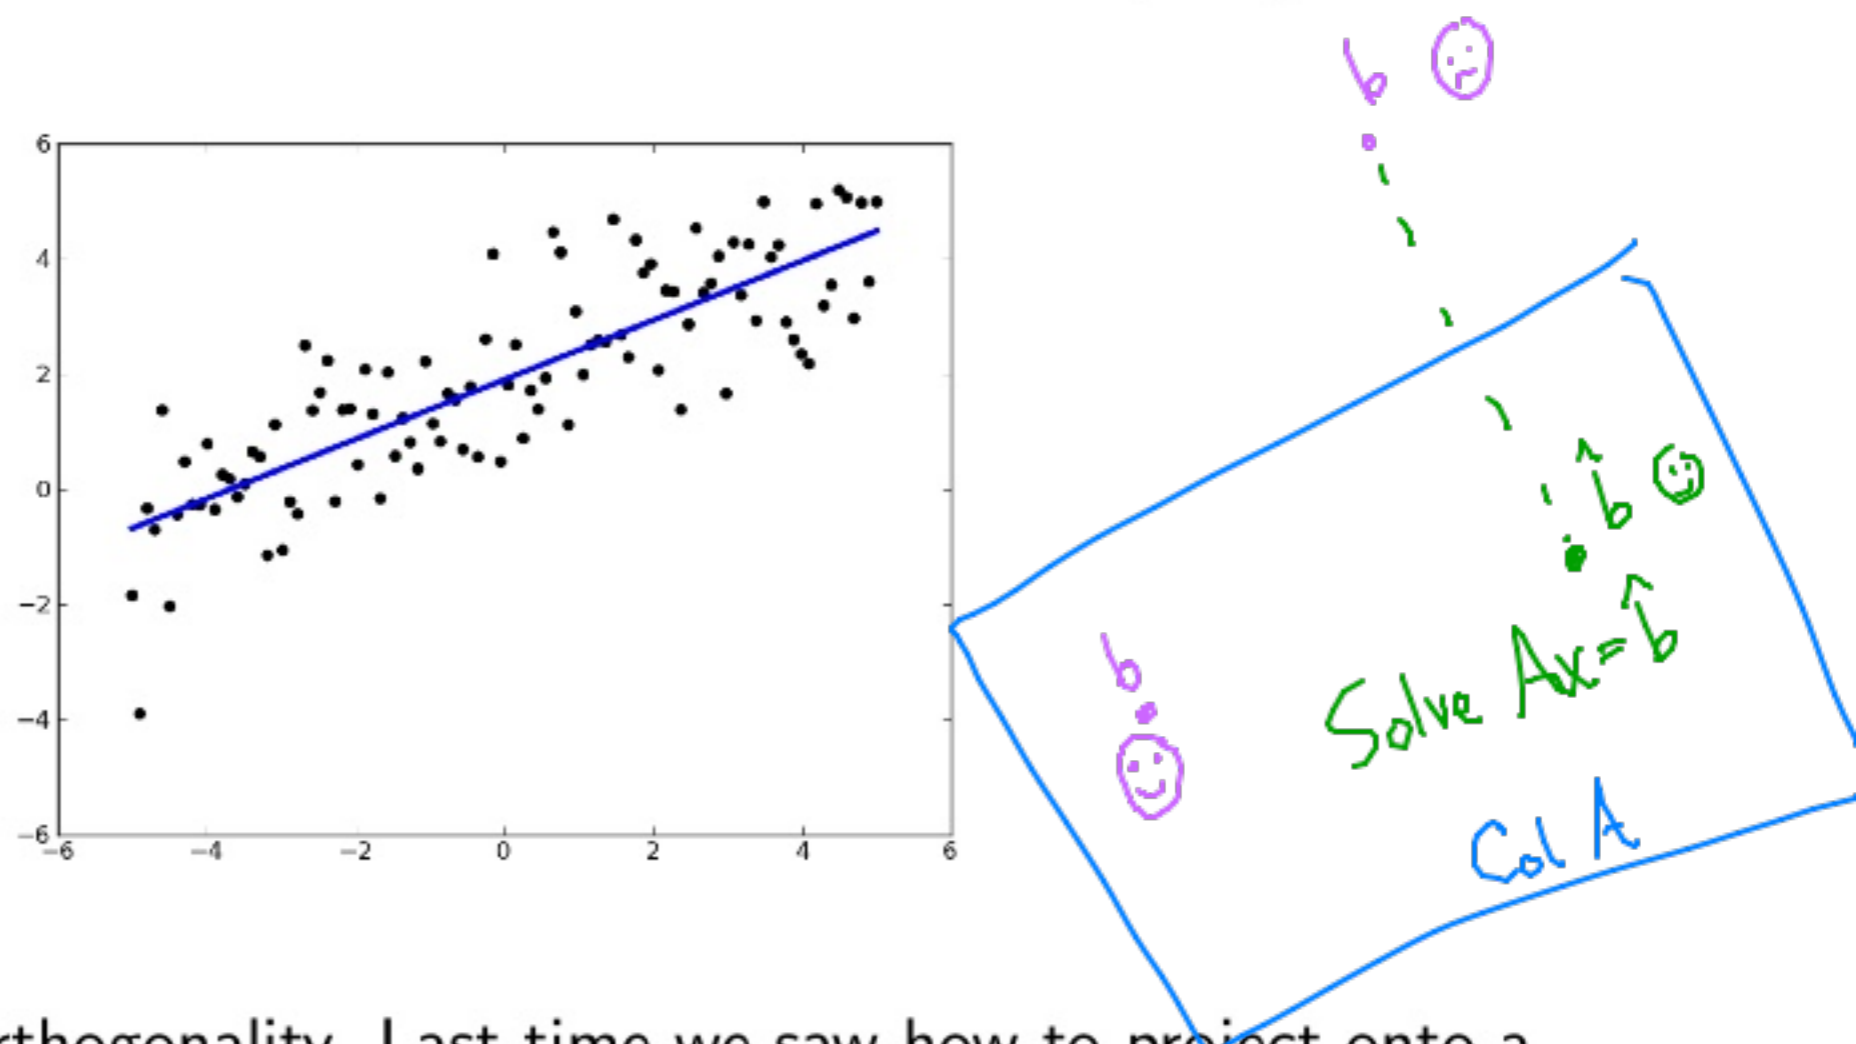 b
6
4
2
0
−2
−4
−6
−6 −4 −2 0 2 4 6
b̂
b
Solve Ax = b̂
Col A
rthogonality. Last time we saw how to project onto a